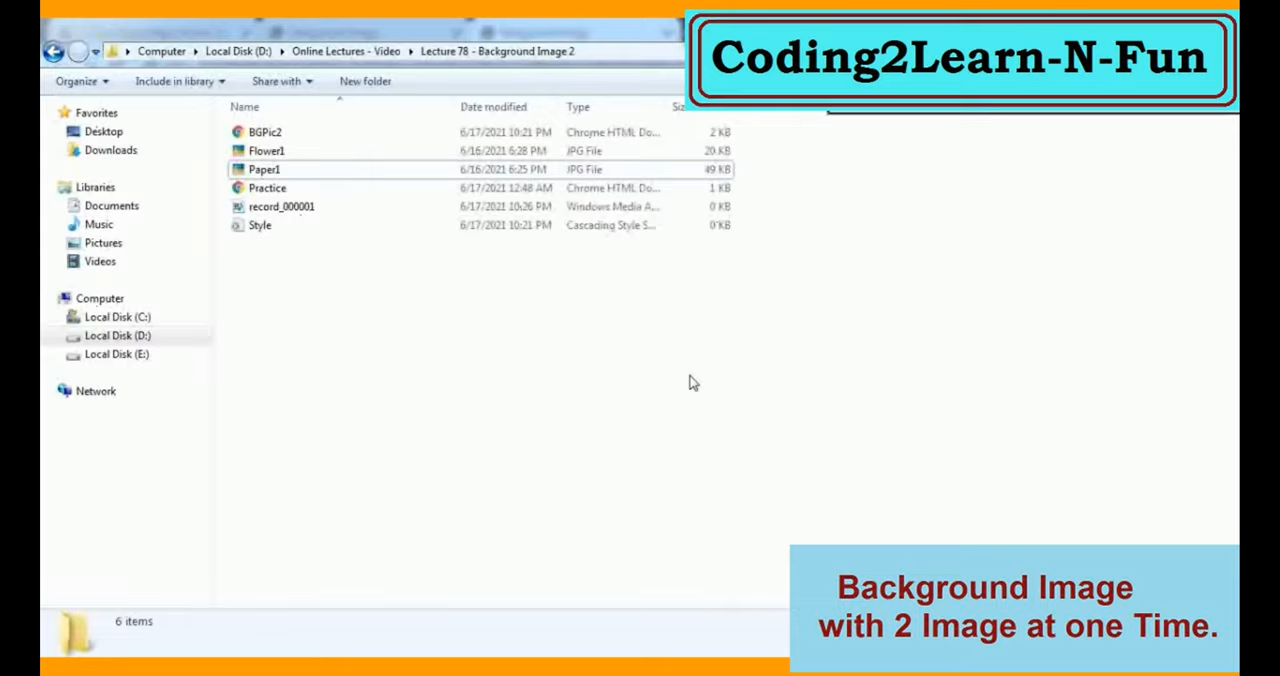 Coding2Learn-N-Fun
Computer Local Disk (D:) Online Lectures - Video Lecture 78 - Background Image 2
Organize Include in library Share with New folder
Name Date modified Type
Favorites
Desktop
Downloads
Libraries
Documents
Music
Pictures
Videos
Computer
Local Disk (C:)
Local Disk (D:)
Local Disk (E:)
Network
BGPic2 6/17/2021 10:21 PM Chrome HTML Do... 2 KB
Flower1 6/16/2021 6:28 PM JPG File 20 KB
Paper1 6/16/2021 6:25 PM JPG File 49 KB
Practice 6/17/2021 12:48 AM Chrome HTML Do... 1 KB
record_000001 6/17/2021 10:26 PM Windows Media A... 0 KB
Style 6/17/2021 10:21 PM Cascading Style S... 0 KB
6 items
Background Image
with 2 Image at one Time.